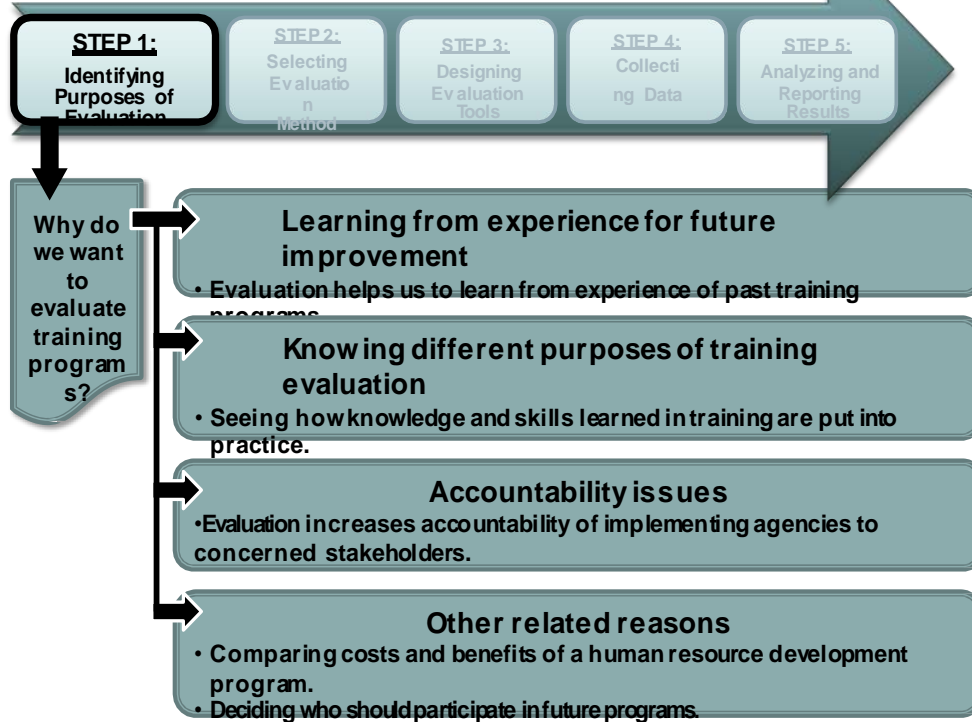 STEP 1:
Identifying
Purposes of
Evaluation
STEP 2:
Selecting
Evaluatio
n
Method
STEP 3:
Designing
Evaluation
Tools
STEP 4:
Collecti
ng Data
STEP 5:
Analyzing and
Reporting
Results
Why do
we want
to
evaluate
training
program
s?
Learning from experience for future
improvement
• Evaluation helps us to learn from experience of past training
programs
Knowing different purposes of training
evaluation
• Seeing how knowledge and skills learned in training are put into
practice.
Accountability issues
•Evaluation increases accountability of implementing agencies to
concerned stakeholders.
Other related reasons
• Comparing costs and benefits of a human resource development
program.
• Deciding who should participate in future programs.